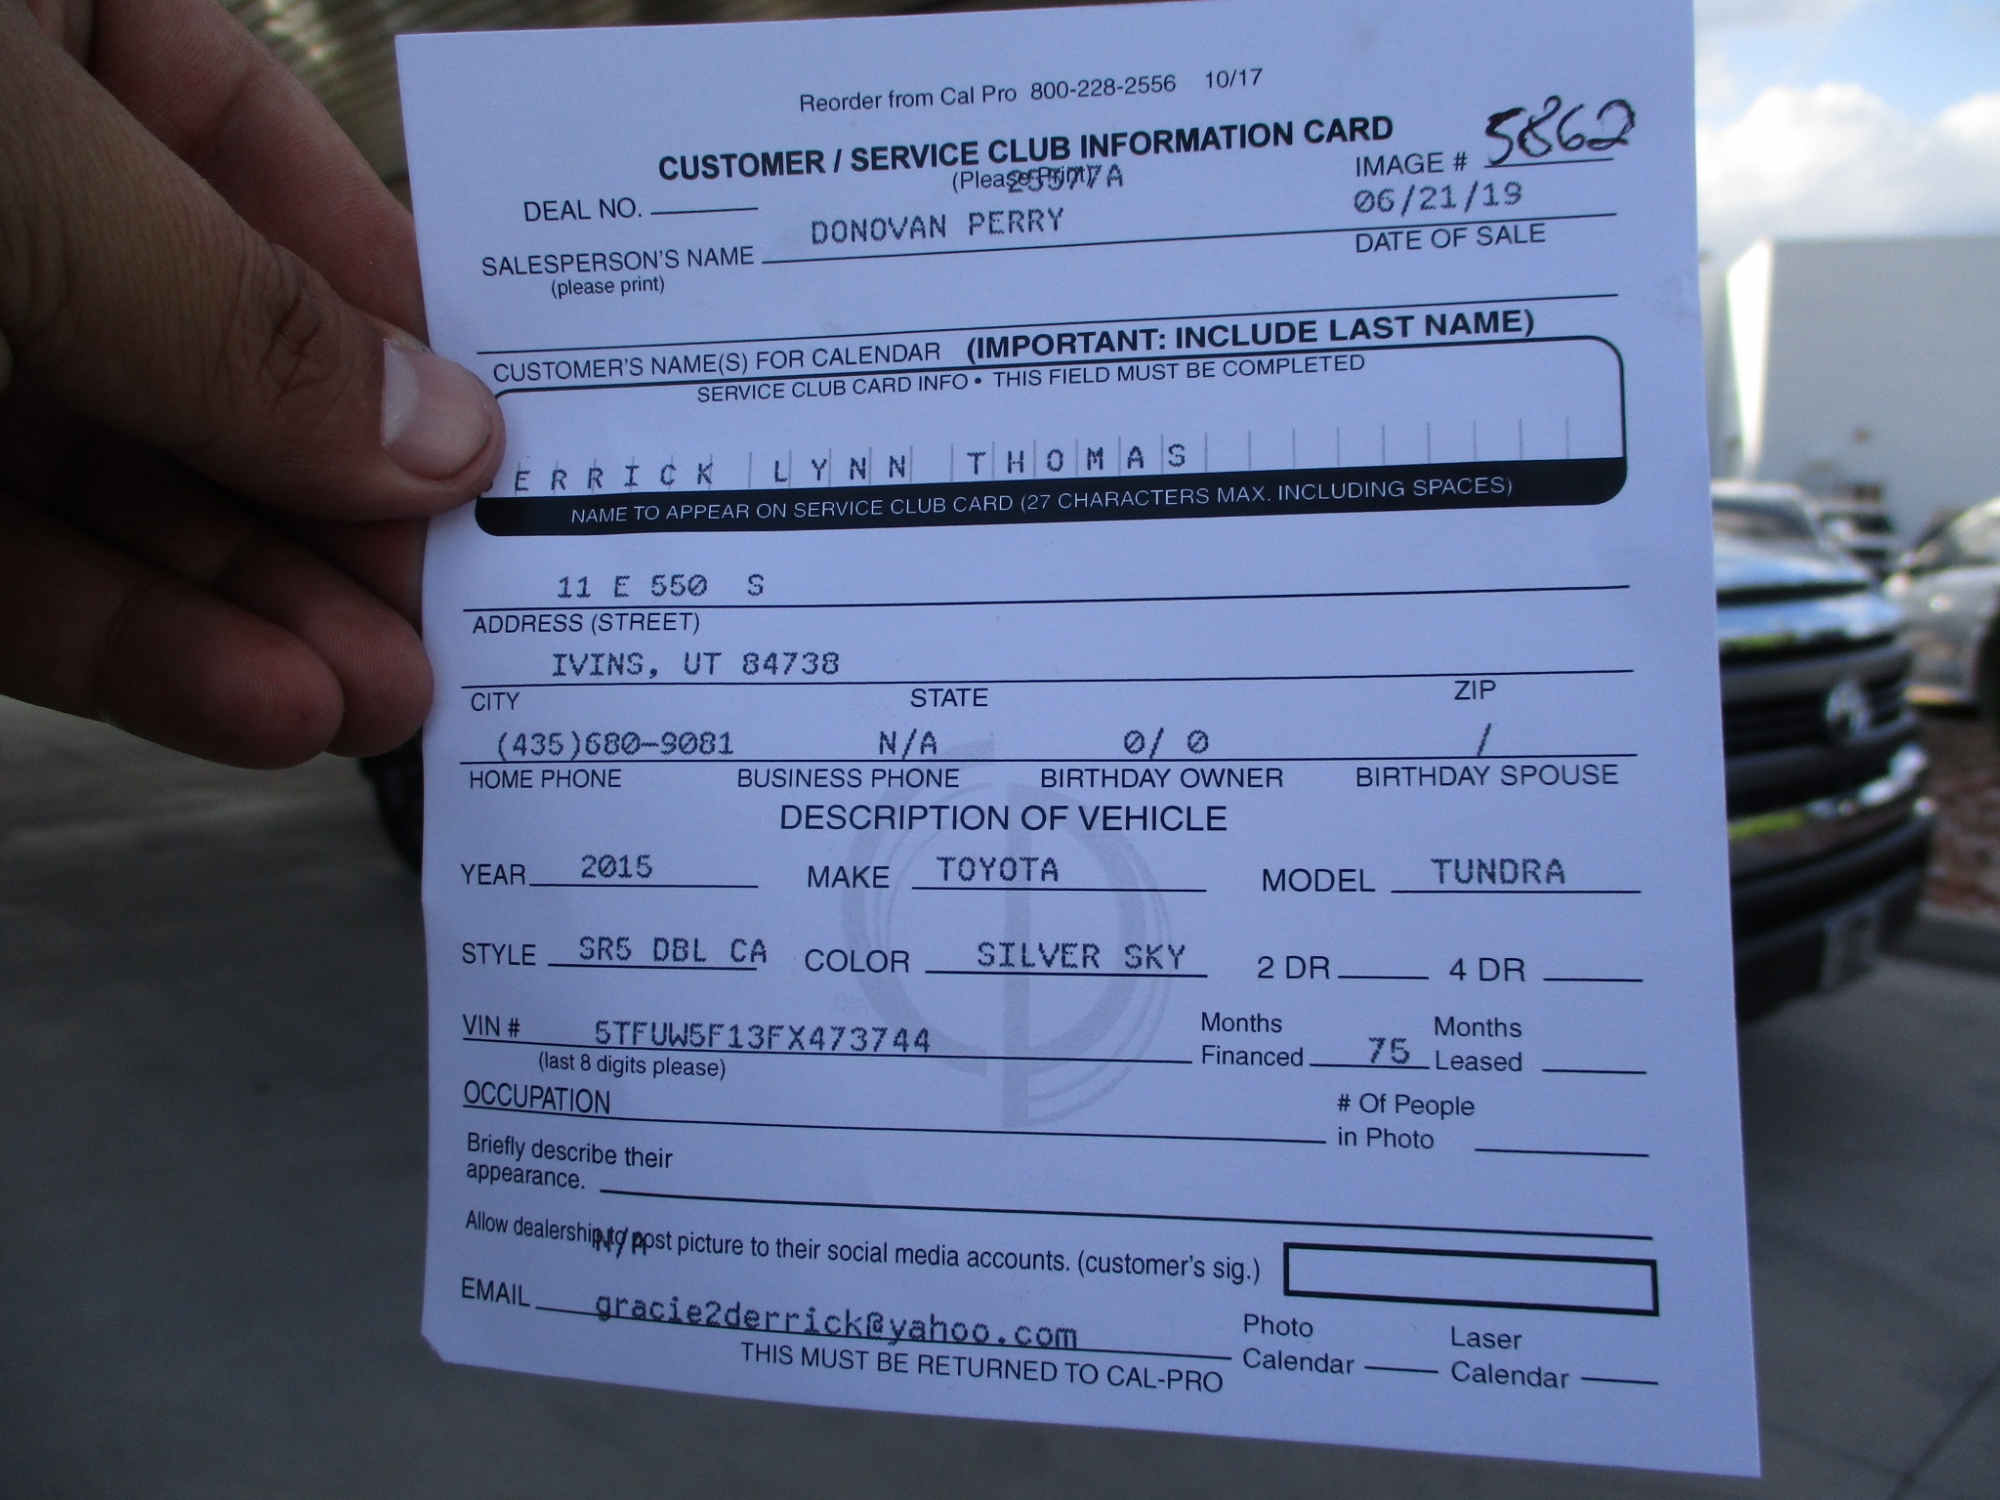 Reorder from Cal Pro 800-228-2556 10/17
CUSTOMER / SERVICE CLUB INFORMATION CARD
(Please Print) 25577A
IMAGE # 5862
DEAL NO.
06/21/19
SALESPERSON'S NAME DONOVAN PERRY
DATE OF SALE
(please print)
CUSTOMER'S NAME(S) FOR CALENDAR (IMPORTANT: INCLUDE LAST NAME)
SERVICE CLUB CARD INFO • THIS FIELD MUST BE COMPLETED
ERRICK LYNN THOMAS
NAME TO APPEAR ON SERVICE CLUB CARD (27 CHARACTERS MAX. INCLUDING SPACES)
11 E 550 S
ADDRESS (STREET)
IVINS, UT 84738
CITY STATE ZIP
(435)680-9081 N/A 0/ 0 /
HOME PHONE BUSINESS PHONE BIRTHDAY OWNER BIRTHDAY SPOUSE
DESCRIPTION OF VEHICLE
YEAR 2015 MAKE TOYOTA MODEL TUNDRA
STYLE SR5 DBL CA COLOR SILVER SKY 2 DR 4 DR
VIN # 5TFUW5F13FX473744
(last 8 digits please)
Months
Financed 75
Months
Leased
OCCUPATION
# Of People
in Photo
Briefly describe their
appearance.
Allow dealership to post picture to their social media accounts. (customer's sig.)
N/A
EMAIL gracie2derrick@yahoo.com
Photo
Calendar
Laser
Calendar
THIS MUST BE RETURNED TO CAL-PRO